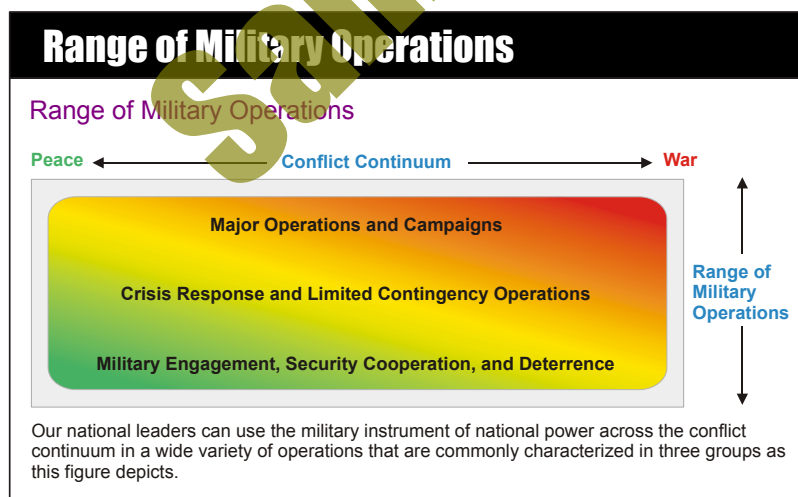 Range of Military Operations
Range of Military Operations
Peace
Conflict Continuum
War
Major Operations and Campaigns
Crisis Response and Limited Contingency Operations
Military Engagement, Security Cooperation, and Deterrence
Range of
Military
Operations
Our national leaders can use the military instrument of national power across the conflict
continuum in a wide variety of operations that are commonly characterized in three groups as
this figure depicts.